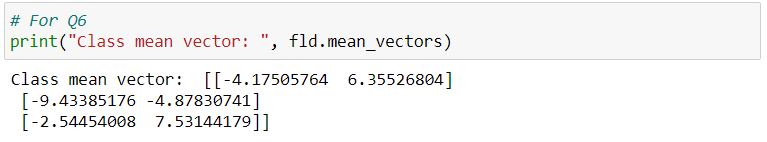 # For Q6
print("Class mean vector: ", fld.mean_vectors)
Class mean vector:  [[-4.17505764  6.35526804]
 [-9.43385176 -4.87830741]
 [-2.54454008  7.53144179]]